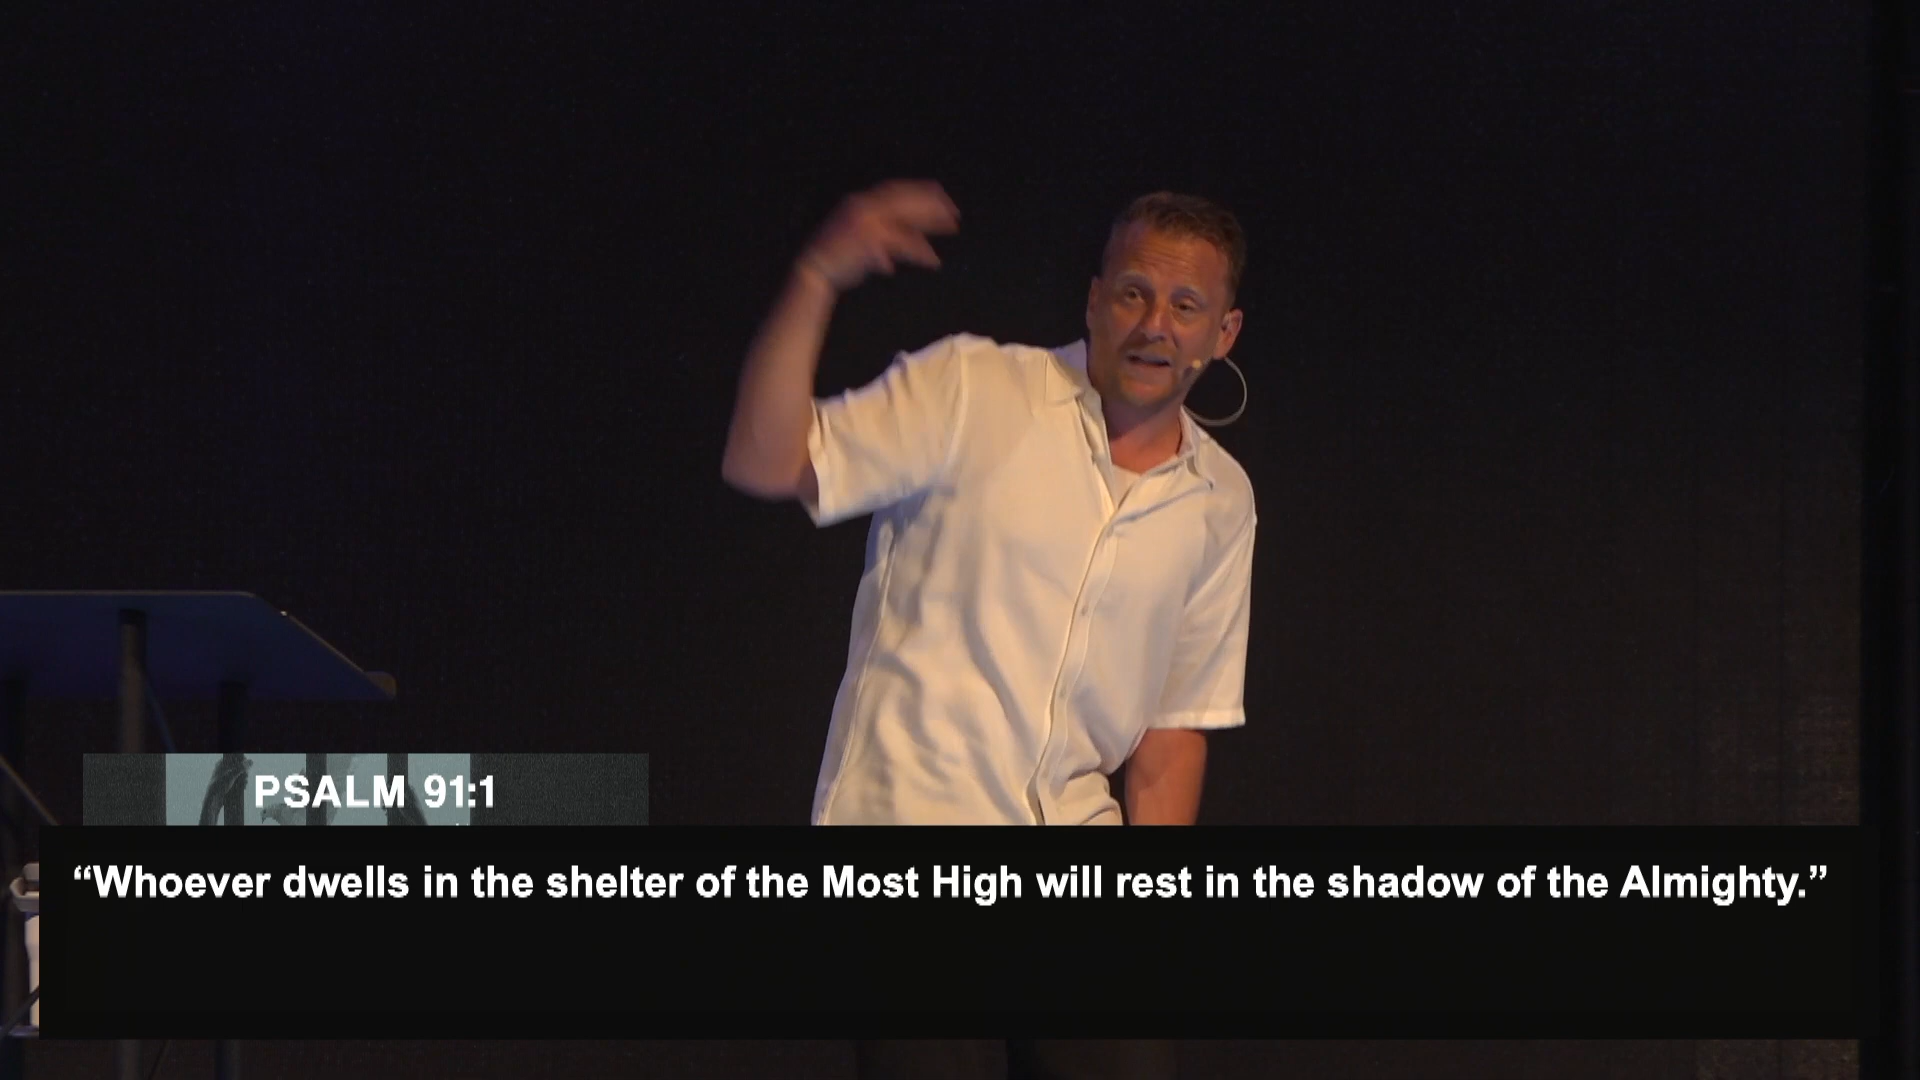 PSALM 91:1
“Whoever dwells in the shelter of the Most High will rest in the shadow of the Almighty.”